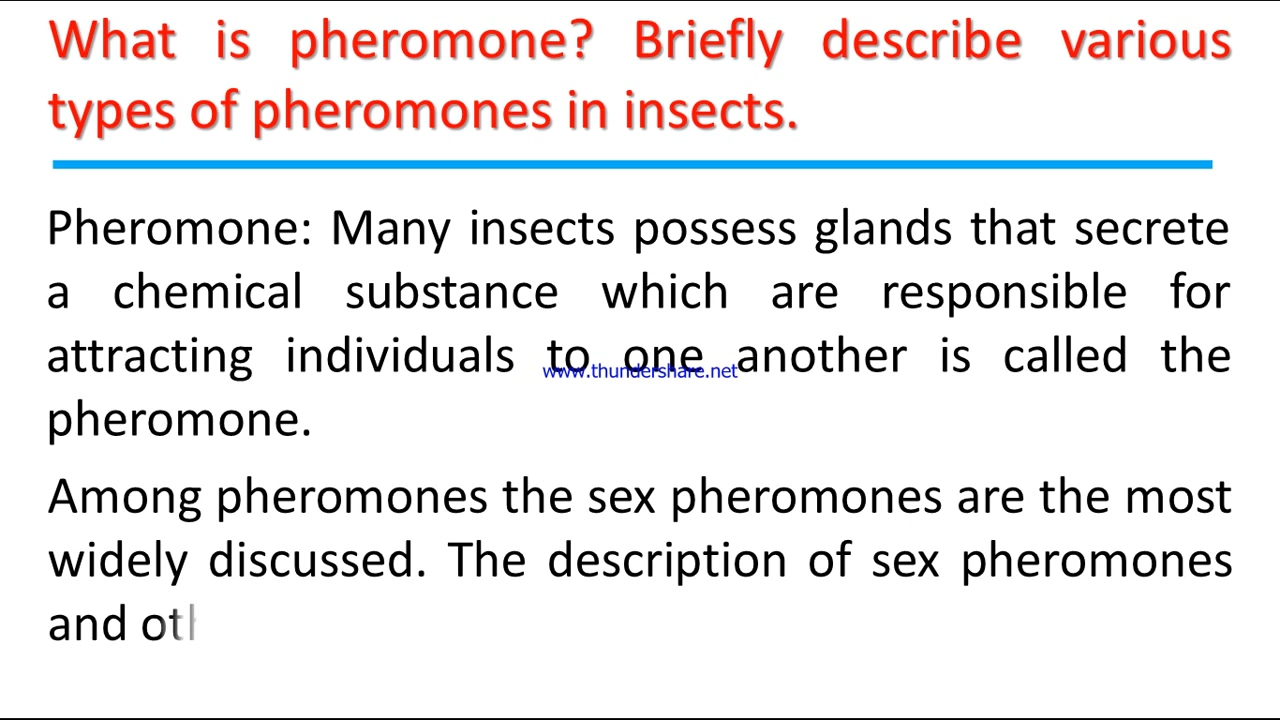 What is pheromone? Briefly describe various
types of pheromones in insects.
Pheromone: Many insects possess glands that secrete
a chemical substance which are responsible for
attracting individuals to one another is called the
www.thundershare.net
pheromone.
Among pheromones the sex pheromones are the most
widely discussed. The description of sex pheromones
and oth